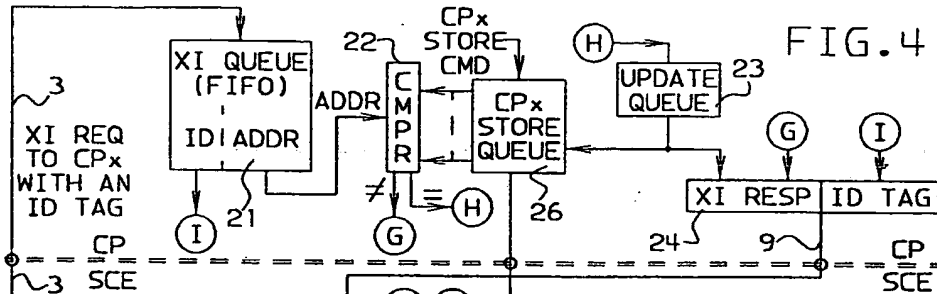 FIG.4
3
XI REQ
TO CPx
WITH AN
ID TAG
XI QUEUE
(FIFO)
ID ADDR
21
I
ADDR
22
CMPR
≠
=
G
H
CPx
STORE
CMD
CPx
STORE
QUEUE
26
H
UPDATE
QUEUE
23
G
I
XI RESP
ID TAG
24
9
CP
CP
3
SCE
SCE